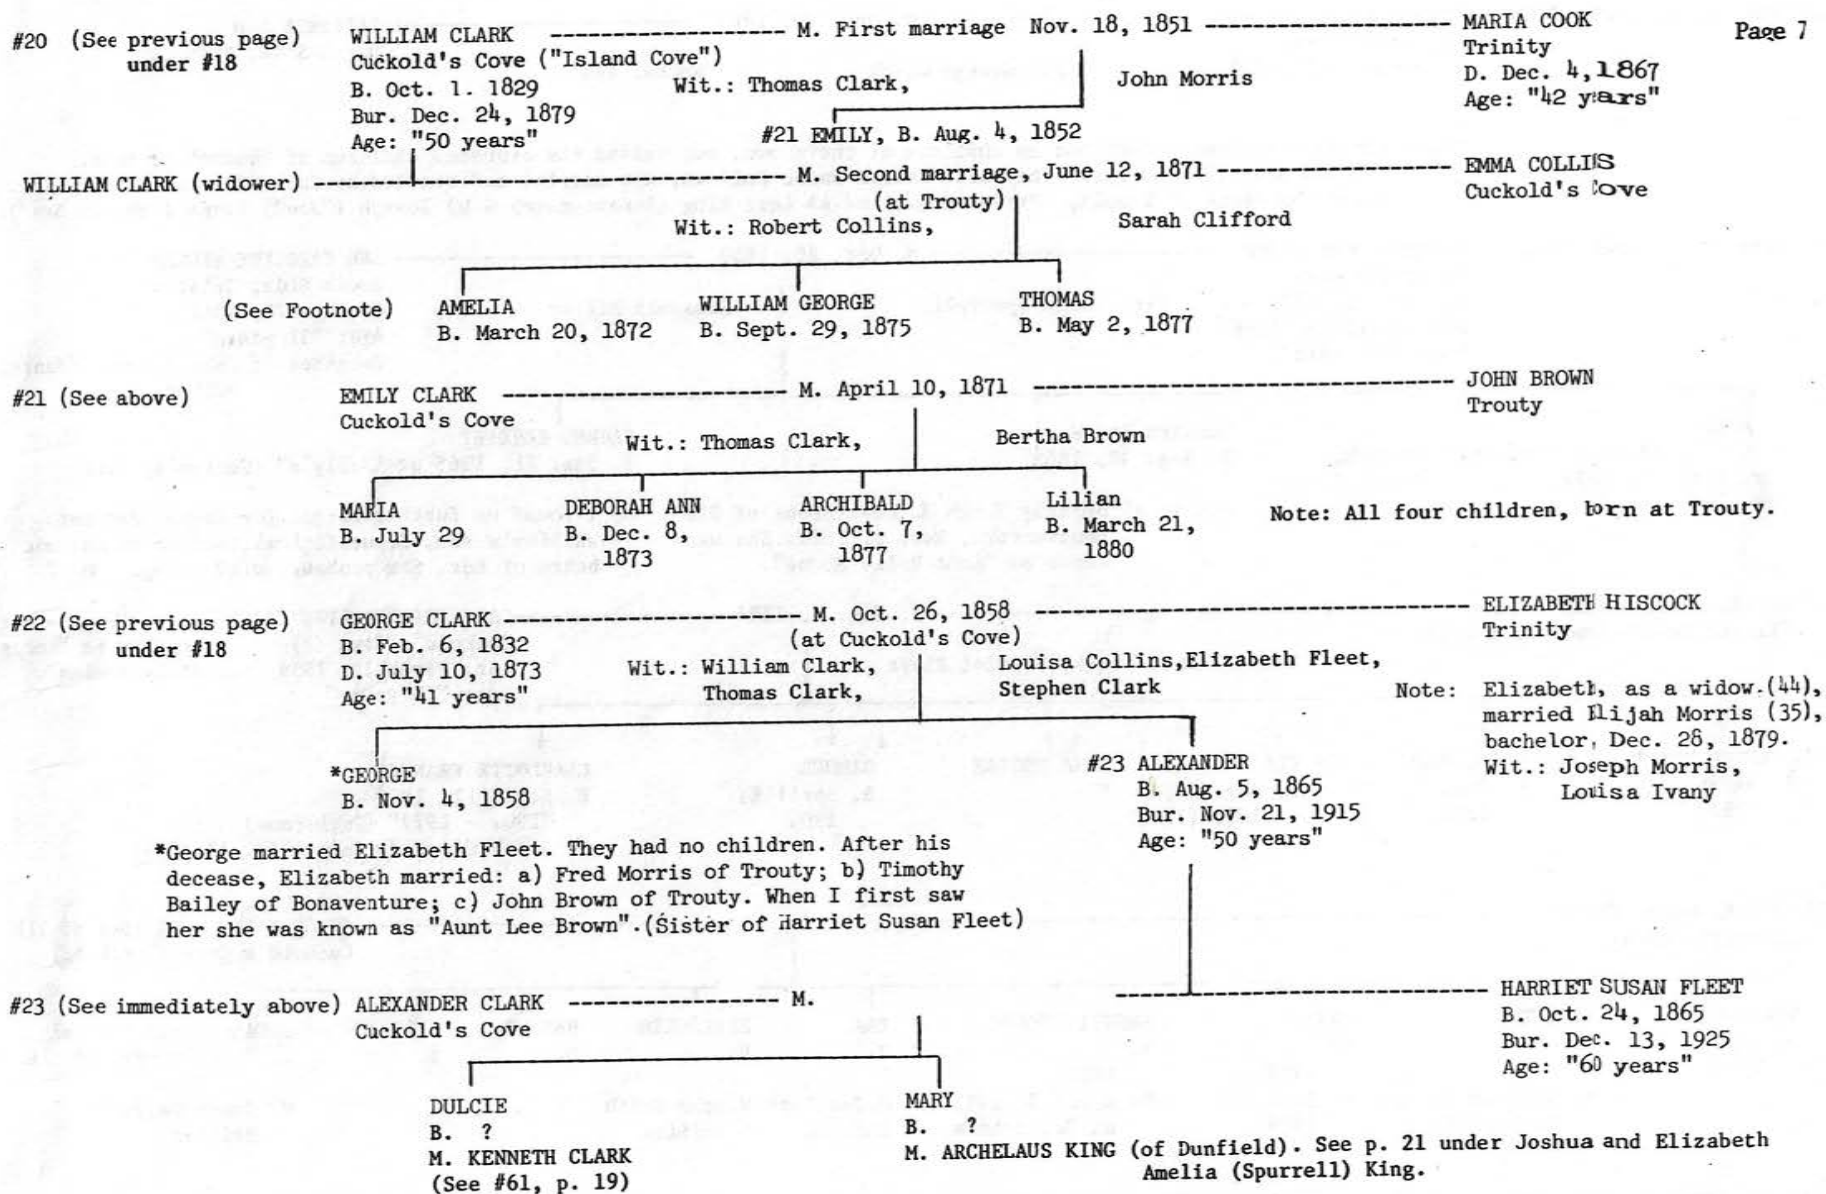 Page 7
#20 (See previous page) WILLIAM CLARK M. First marriage Nov. 18, 1851 MARIA COOK
under #18 Cuckold's Cove ("Island Cove") Trinity
B. Oct. 1. 1829 Wit.: Thomas Clark, John Morris D. Dec. 4, 1867
Bur. Dec. 24, 1879 Age: "42 years"
Age: "50 years" #21 EMILY, B. Aug. 4, 1852
WILLIAM CLARK (widower) M. Second marriage, June 12, 1871 EMMA COLLINS
(at Trouty) Cuckold's Cove
Wit.: Robert Collins, Sarah Clifford
(See Footnote) AMELIA WILLIAM GEORGE THOMAS
B. March 20, 1872 B. Sept. 29, 1875 B. May 2, 1877
#21 (See above) EMILY CLARK M. April 10, 1871 JOHN BROWN
Cuckold's Cove Trouty
Wit.: Thomas Clark, Bertha Brown
MARIA DEBORAH ANN ARCHIBALD Lilian
B. July 29 B. Dec. 8, B. Oct. 7, B. March 21, Note: All four children, born at Trouty.
1873 1877 1880
#22 (See previous page) GEORGE CLARK M. Oct. 26, 1858 ELIZABETH HISCOCK
under #18 B. Feb. 6, 1832 (at Cuckold's Cove) Trinity
D. July 10, 1873 Wit.: William Clark, Louisa Collins, Elizabeth Fleet,
Age: "41 years" Thomas Clark, Stephen Clark
Note: Elizabeth, as a widow (44),
married Elijah Morris (35),
bachelor, Dec. 28, 1879.
Wit.: Joseph Morris,
Louisa Ivany
*GEORGE #23 ALEXANDER
B. Nov. 4, 1858 B. Aug. 5, 1865
Bur. Nov. 21, 1915
Age: "50 years"
*George married Elizabeth Fleet. They had no children. After his
decease, Elizabeth married: a) Fred Morris of Trouty; b) Timothy
Bailey of Bonaventure; c) John Brown of Trouty. When I first saw
her she was known as "Aunt Lee Brown".(Sister of Harriet Susan Fleet)
#23 (See immediately above) ALEXANDER CLARK M. HARRIET SUSAN FLEET
Cuckold's Cove B. Oct. 24, 1865
Bur. Dec. 13, 1925
Age: "60 years"
DULCIE MARY
B. ? B. ?
M. KENNETH CLARK M. ARCHELAUS KING (of Dunfield). See p. 21 under Joshua and Elizabeth
(See #61, p. 19) Amelia (Spurrell) King.